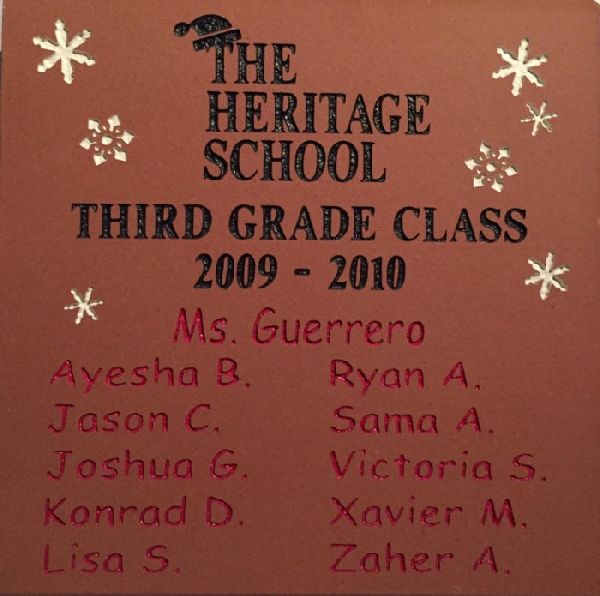 THE
HERITAGE
SCHOOL
THIRD GRADE CLASS
2009 - 2010
Ms. Guerrero
Ayesha B.
Jason C.
Joshua G.
Konrad D.
Lisa S.
Ryan A.
Sama A.
Victoria S.
Xavier M.
Zaher A.